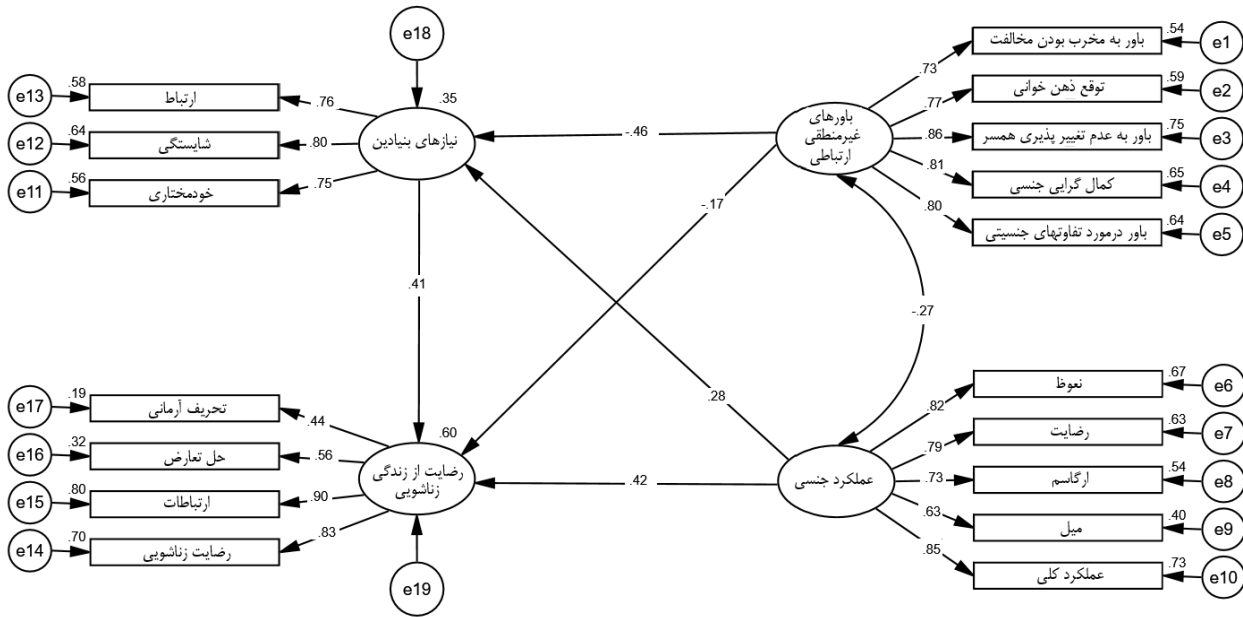 e18
.35
نیازهای بنیادین
e13
.58
ارتباط
.76
e12
.64
شایستگی
.80
e11
.56
خودمختاری
.75
باورهای
غیرمنطقی
ارتباطی
.73
باور به مخرب بودن مخالفت
.54
e1
.77
توقع ذهن خوانی
.59
e2
.86
باور به عدم تغییر پذیری همسر
.75
e3
.81
کمال گرایی جنسی
.65
e4
.80
باور درمورد تفاوتهای جنسیتی
.64
e5
-.46
-.17
.41
.28
-.27
.42
e17
.19
تحریف آرمانی
.44
e16
.32
حل تعارض
.56
e15
.80
ارتباطات
.90
e14
.70
رضایت زناشویی
.83
.60
رضایت از زندگی
زناشویی
e19
عملکرد جنسی
.82
نعوظ
.67
e6
.79
رضایت
.63
e7
.73
ارگاسم
.54
e8
.63
میل
.40
e9
.85
عملکرد کلی
.73
e10